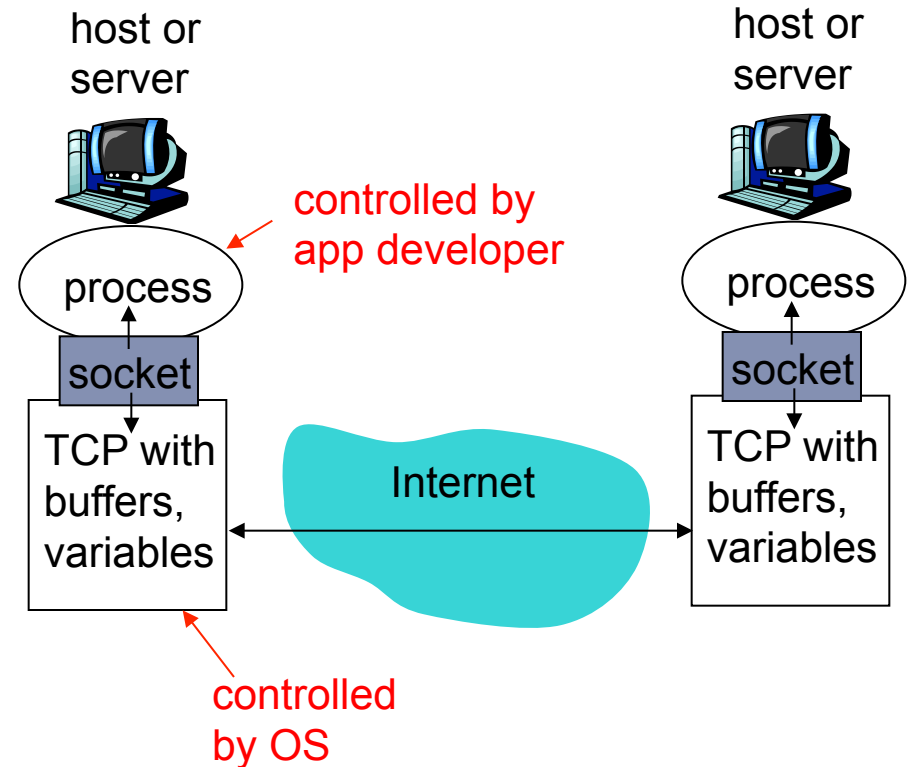 host or
server
host or
server
controlled by
app developer
process
process
socket
socket
TCP with
buffers,
variables
Internet
TCP with
buffers,
variables
controlled
by OS